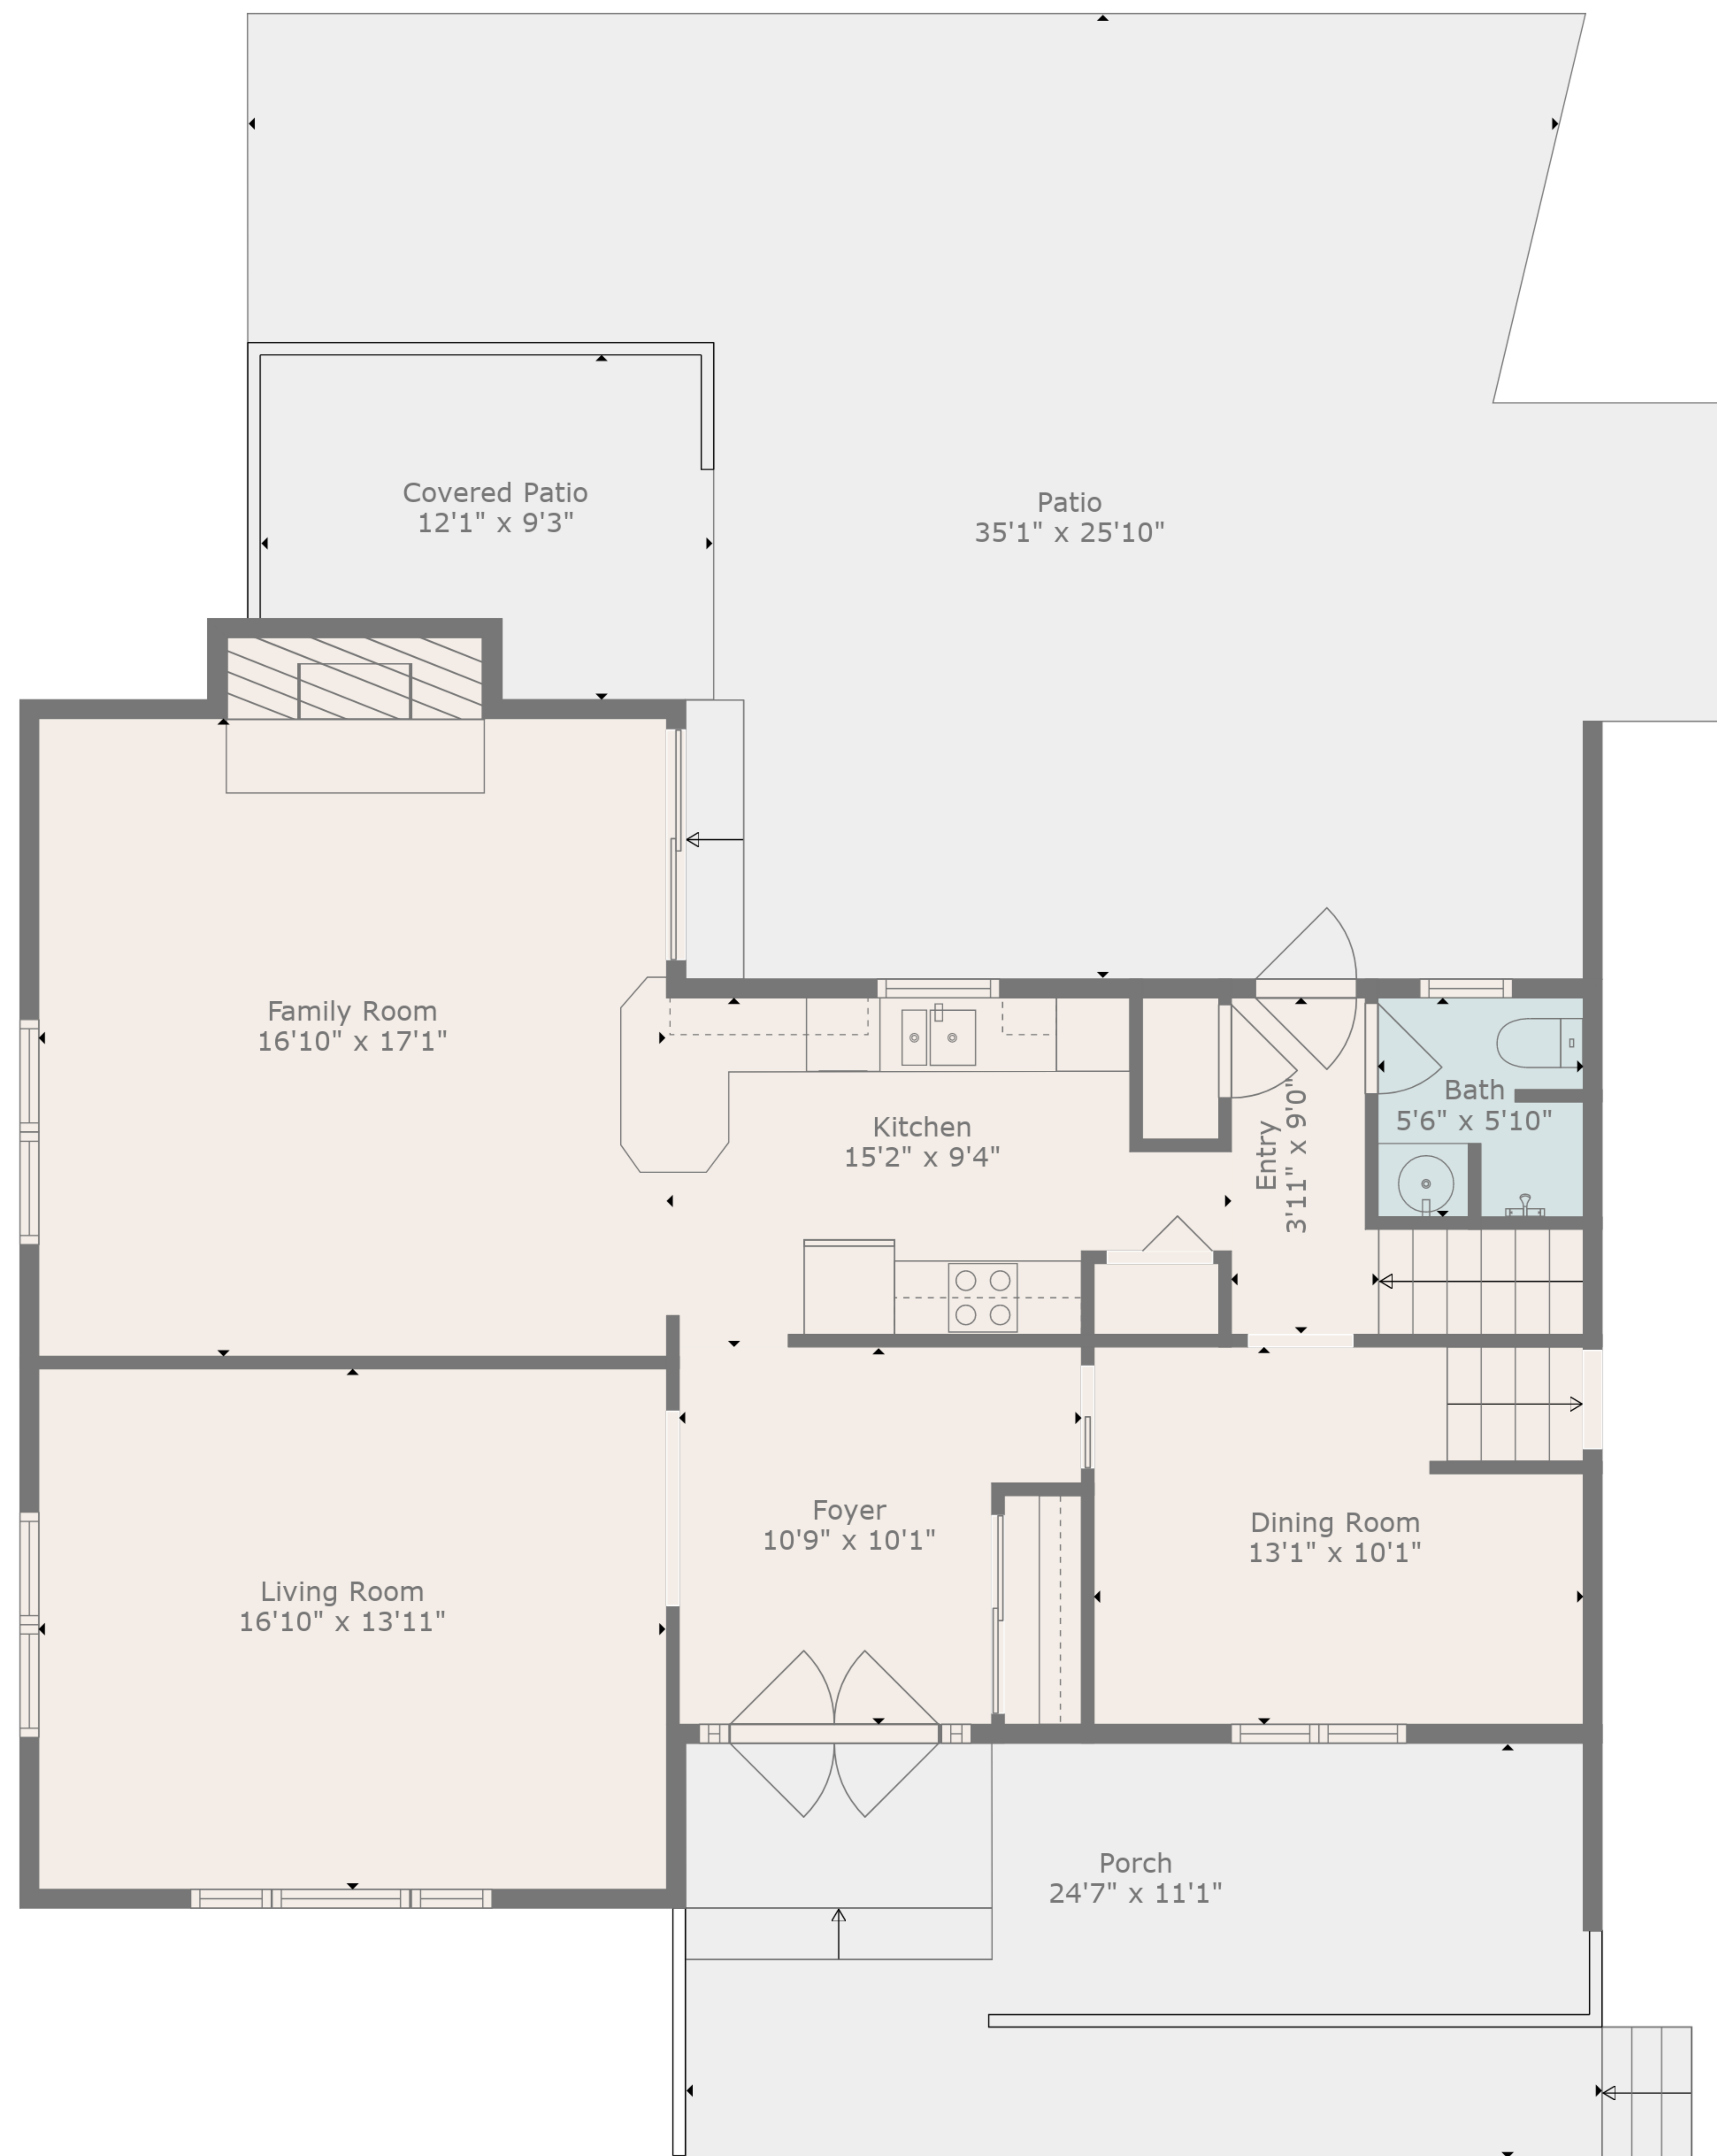 Covered Patio
12'1" x 9'3"
Patio
35'1" x 25'10"
Family Room
16'10" x 17'1"
Kitchen
15'2" x 9'4"
Entry
3'11" x 9'0"
Bath
5'6" x 5'10"
Foyer
10'9" x 10'1"
Dining Room
13'1" x 10'1"
Living Room
16'10" x 13'11"
Porch
24'7" x 11'1"